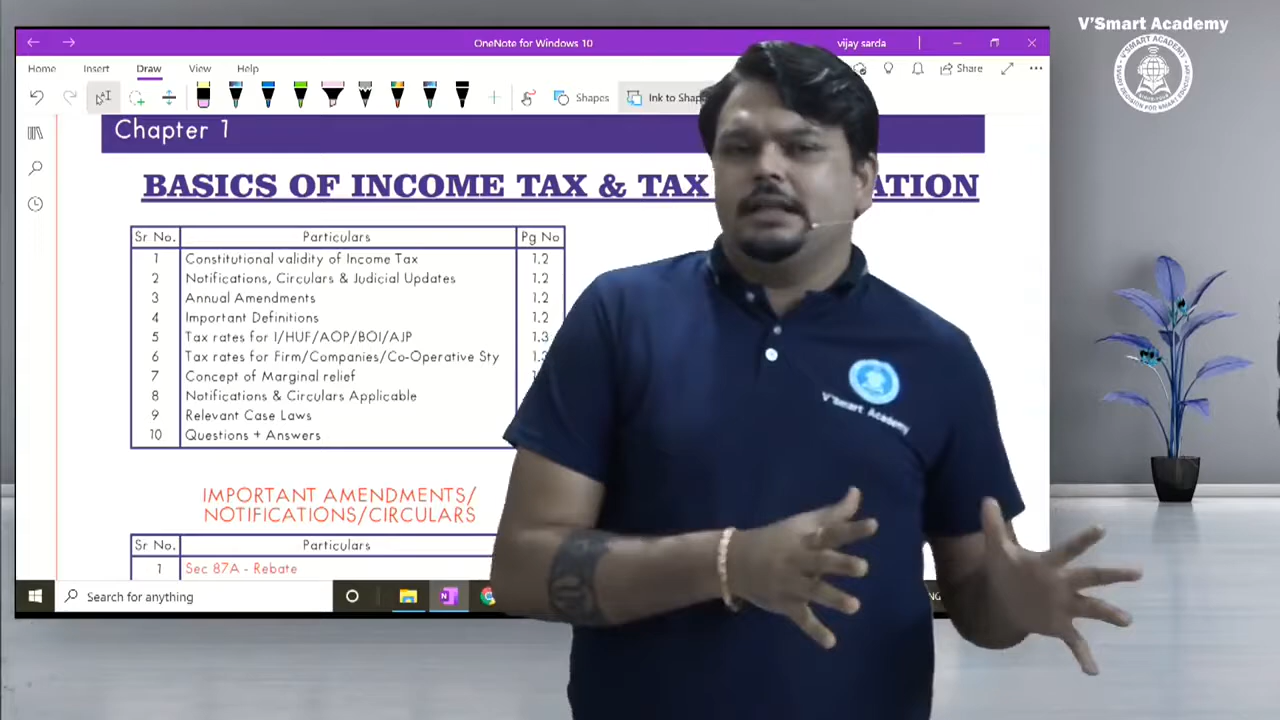 V'Smart Academy
V'SMART ACADEMY
OneNote for Windows 10
vijay sarda
Home Insert Draw View Help
Share
Shapes
Ink to Shape
Chapter 1
BASICS OF INCOME TAX & TAX
Sr No. Particulars Pg No
1 Constitutional validity of Income Tax 1.2
2 Notifications, Circulars & Judicial Updates 1.2
3 Annual Amendments 1.2
4 Important Definitions 1.2
5 Tax rates for I/HUF/AOP/BOI/AJP 1.3
6 Tax rates for Firm/Companies/Co-Operative Sty
7 Concept of Marginal relief
8 Notifications & Circulars Applicable
9 Relevant Case Laws
10 Questions + Answers
IMPORTANT AMENDMENTS/
NOTIFICATIONS/CIRCULARS
Sr No. Particulars
1 Sec 87A - Rebate
Search for anything
V'Smart Academy